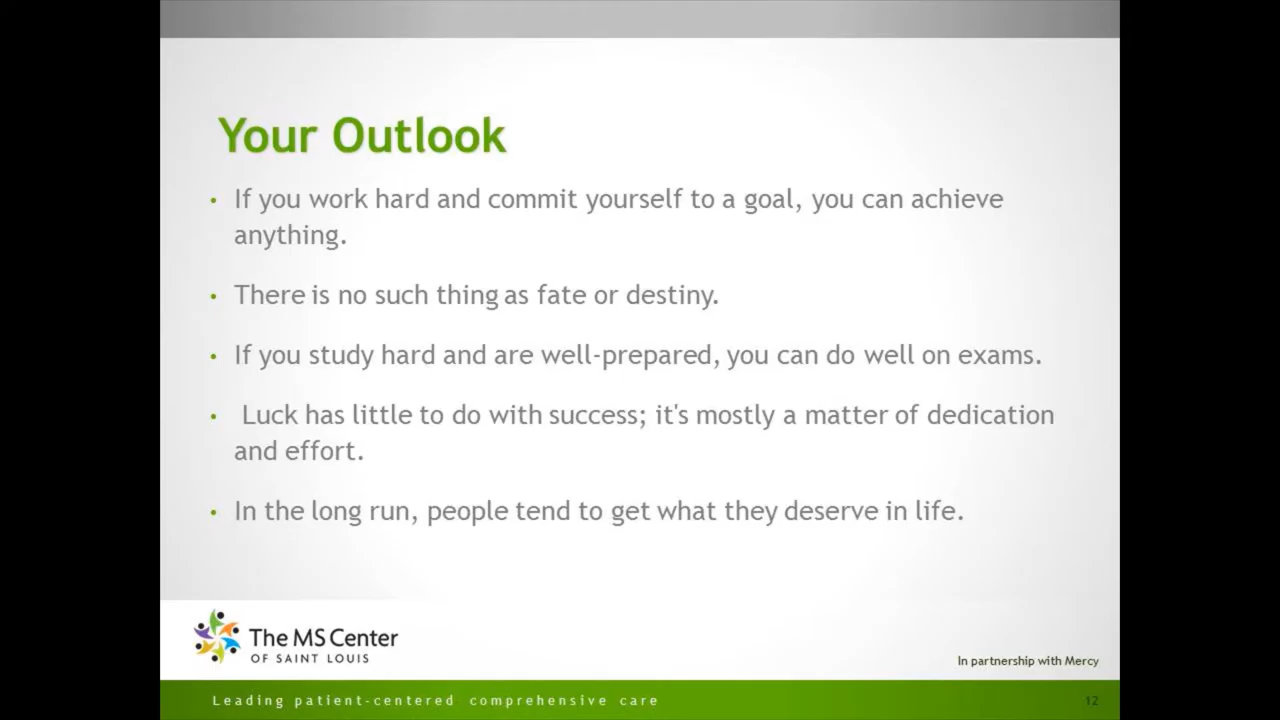 Your Outlook
• If you work hard and commit yourself to a goal, you can achieve
anything.
• There is no such thing as fate or destiny.
• If you study hard and are well-prepared, you can do well on exams.
• Luck has little to do with success; it's mostly a matter of dedication
and effort.
• In the long run, people tend to get what they deserve in life.
The MS Center
OF SAINT LOUIS
In partnership with Mercy
Leading patient-centered comprehensive care
12